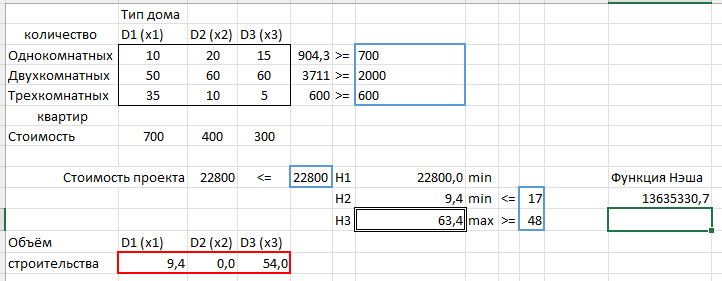 Тип дома
количество D1 (x1) D2 (x2) D3 (x3)
Однокомнатных 10 20 15 904,3 >= 700
Двухкомнатных 50 60 60 3711 >= 2000
Трехкомнатных 35 10 5 600 >= 600
квартир
Стоимость 700 400 300
Стоимость проекта 22800 <= 22800 H1 22800,0 min Функция Нэша
H2 9,4 min <= 17 13635330,7
H3 63,4 max >= 48
Объём D1 (x1) D2 (x2) D3 (x3)
строительства 9,4 0,0 54,0